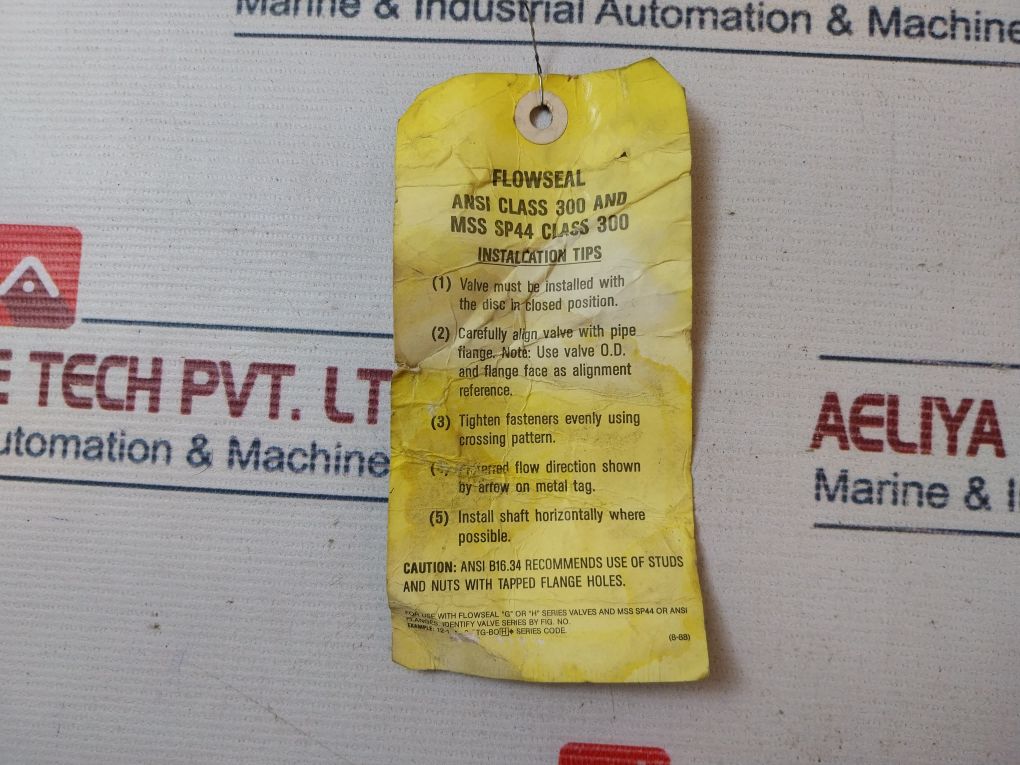 Marine & Industrial Automation & Machine
FLOWSEAL
ANSI CLASS 300 AND
MSS SP44 CLASS 300
INSTALLATION TIPS
(1) Valve must be installed with
the disc in closed position.
(2) Carefully align valve with pipe
flange. Note: Use valve O.D.
and flange face as alignment
reference.
(3) Tighten fasteners evenly using
crossing pattern.
flow direction shown
by arrow on metal tag.
(5) Install shaft horizontally where
possible.
CAUTION: ANSI B16.34 RECOMMENDS USE OF STUDS
AND NUTS WITH TAPPED FLANGE HOLES.
FOR USE WITH FLOWSEAL "G" OR "H" SERIES VALVES AND MSS SP44 OR ANSI
FLANGES. IDENTIFY VALVE SERIES BY FIG. NO.
EXAMPLE: SERIES CODE.
(8-88)
E TECH PVT. LT
utomation & Machine
AELIYA
Marine & I